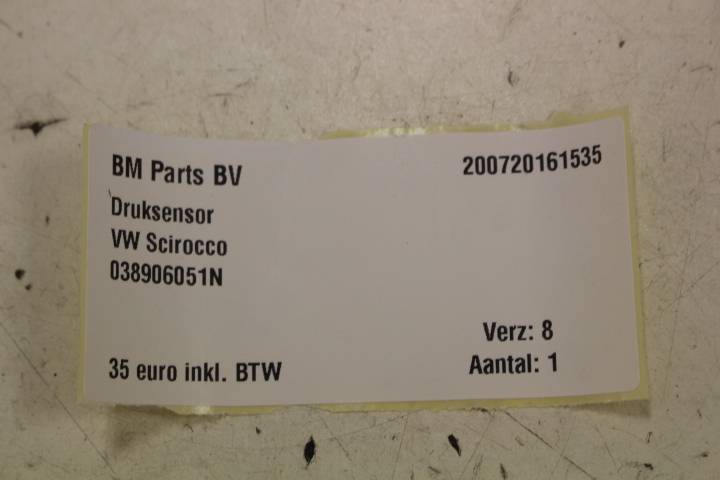 BM Parts BV
200720161535
Druksensor
VW Scirocco
038906051N
Verz: 8
35 euro inkl. BTW
Aantal: 1